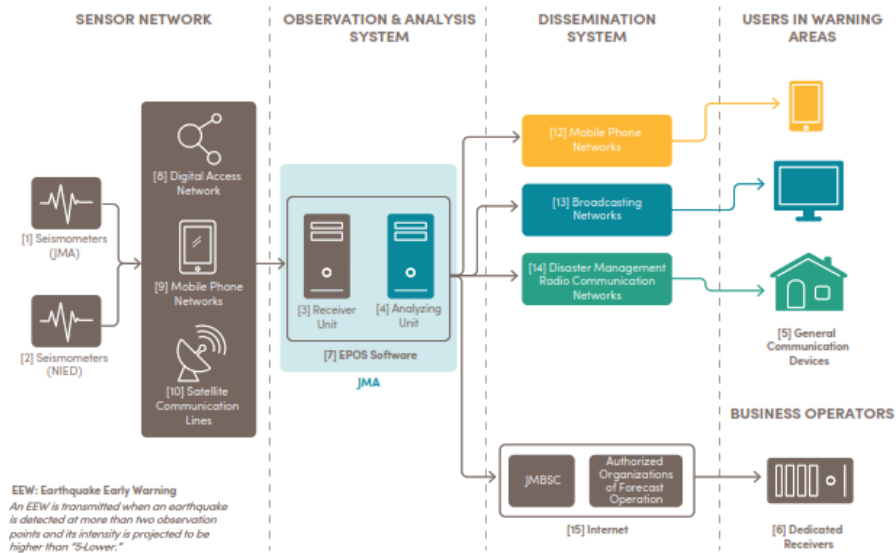 SENSOR NETWORK
OBSERVATION & ANALYSIS
SYSTEM
DISSEMINATION
SYSTEM
USERS IN WARNING
AREAS
[1] Seismometers
(JMA)
[2] Seismometers
(NIED)
[8] Digital Access
Network
[9] Mobile Phone
Networks
[10] Satellite
Communication
Lines
[3] Receiver
Unit
[4] Analyzing
Unit
[7] EPOS Software
JMA
[12] Mobile Phone
Networks
[13] Broadcasting
Networks
[14] Disaster Management
Radio Communication
Networks
[5] General
Communication
Devices
BUSINESS OPERATORS
JMBSC
Authorized
Organizations
of Forecast
Operation
[15] Internet
[6] Dedicated
Receivers
EEW: Earthquake Early Warning
An EEW is transmitted when an earthquake
is detected at more than two observation
points and its intensity is projected to be
higher than “5-Lower.”